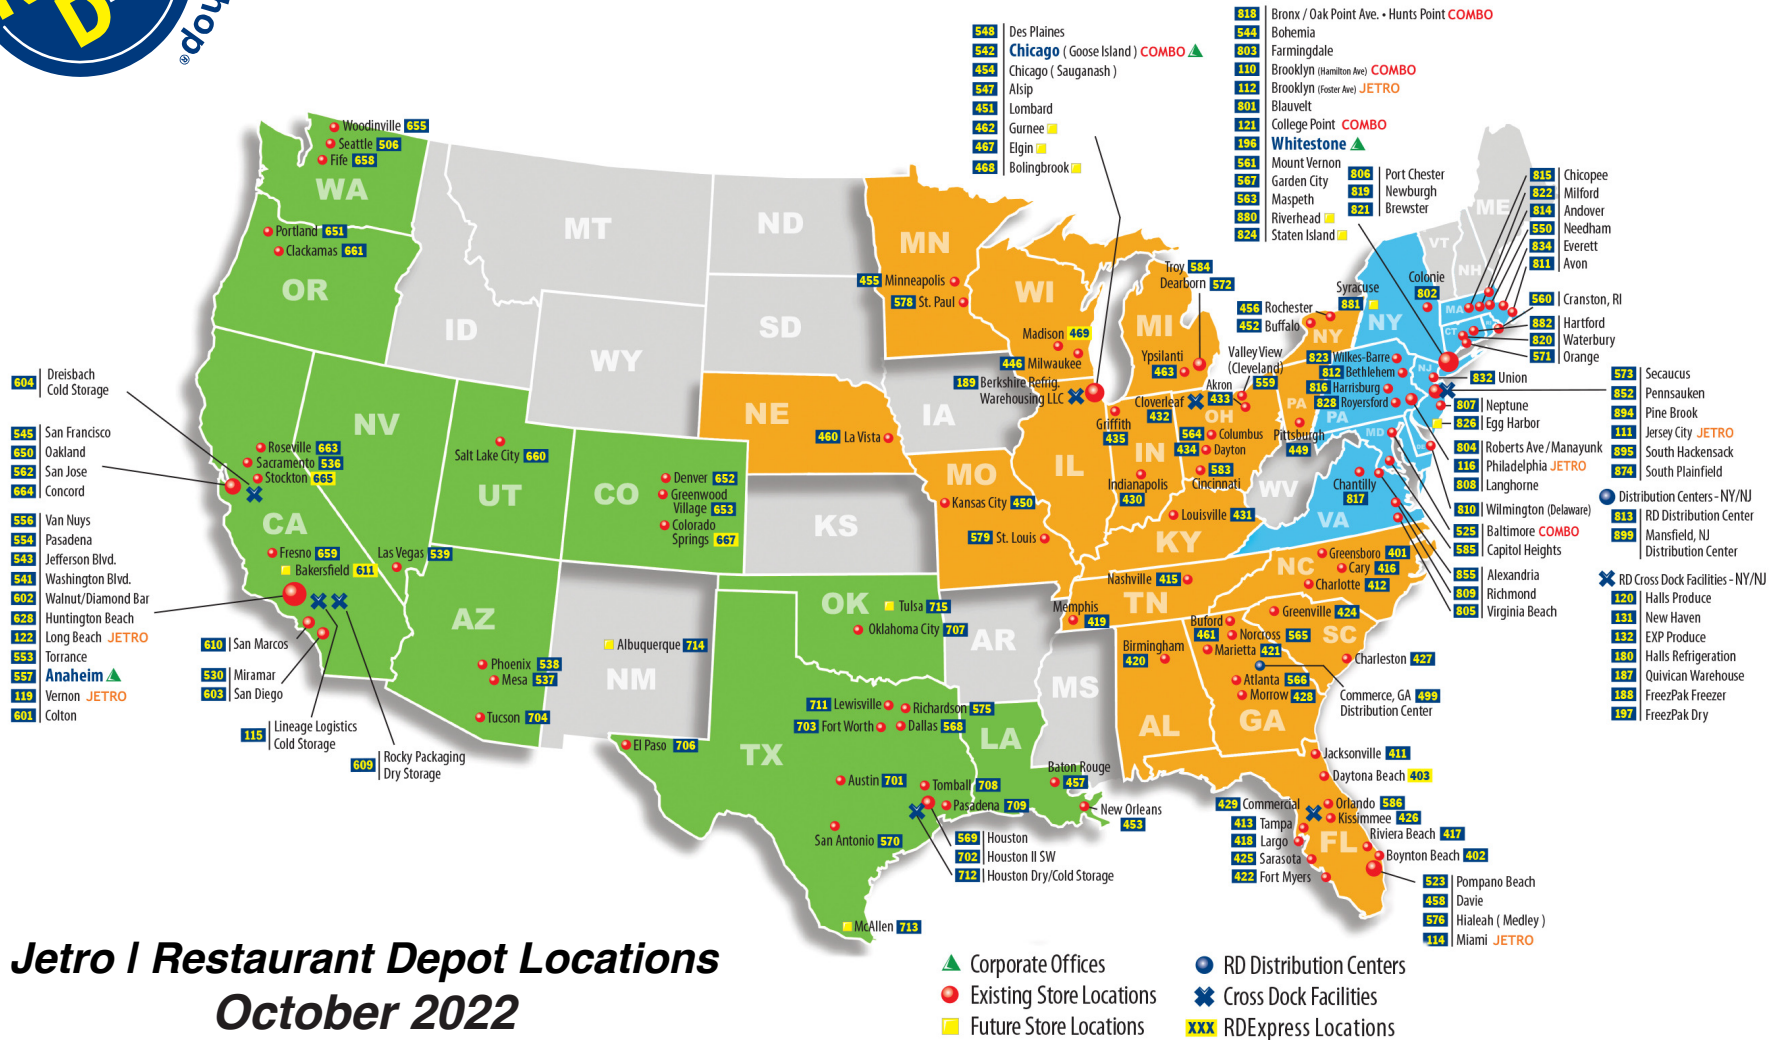 D
hop®
548 Des Plaines
542 Chicago ( Goose Island ) COMBO
454 Chicago ( Sauganash )
547 Alsip
451 Lombard
462 Gurnee
467 Elgin
468 Bolingbrook
818 Bronx / Oak Point Ave. • Hunts Point COMBO
544 Bohemia
803 Farmingdale
110 Brooklyn (Hamilton Ave) COMBO
112 Brooklyn (Foster Ave) JETRO
801 Blauvelt
121 College Point COMBO
196 Whitestone
561 Mount Vernon
567 Garden City
563 Maspeth
880 Riverhead
824 Staten Island
806 Port Chester
819 Newburgh
821 Brewster
815 Chicopee
822 Milford
814 Andover
550 Needham
834 Everett
811 Avon
560 Cranston, RI
882 Hartford
820 Waterbury
571 Orange
Woodinville 655
Seattle 506
Fife 658
WA
Portland 651
Clackamas 661
OR
ID
MT
ND
SD
WY
MN
455 Minneapolis
578 St. Paul
WI
Madison 469
446 Milwaukee
189 Berkshire Refrig.
Warehousing LLC
MI
Troy 584
Dearborn 572
Ypsilanti
463
456 Rochester
452 Buffalo
NY
Syracuse
881
NY
Colonie
802
VT
NH
ME
MA
CT
NJ
Valley View
(Cleveland)
559
Akron
433
Cloverleaf
432
OH
564 Columbus
434 Dayton
583
Cincinnati
Griffith
435
IN
Indianapolis
430
IL
IA
NE
460 La Vista
MO
Kansas City 450
579 St. Louis
KS
KY
Louisville 431
WV
PA
Pittsburgh
449
PA
823 Wilkes-Barre
812 Bethlehem
816 Harrisburg
828 Royersford
MD
DE
VA
Chantilly
817
832 Union
807 Neptune
826 Egg Harbor
804 Roberts Ave / Manayunk
116 Philadelphia JETRO
808 Langhorne
810 Wilmington (Delaware)
525 Baltimore COMBO
585 Capitol Heights
855 Alexandria
809 Richmond
805 Virginia Beach
573 Secaucus
852 Pennsauken
894 Pine Brook
111 Jersey City JETRO
895 South Hackensack
874 South Plainfield
Distribution Centers - NY/NJ
813 RD Distribution Center
899 Mansfield, NJ
Distribution Center
RD Cross Dock Facilities - NY/NJ
120 Halls Produce
131 New Haven
132 EXP Produce
180 Halls Refrigeration
187 Quivican Warehouse
188 FreezPak Freezer
197 FreezPak Dry
604 Dreisbach
Cold Storage
545 San Francisco
650 Oakland
562 San Jose
664 Concord
556 Van Nuys
554 Pasadena
543 Jefferson Blvd.
541 Washington Blvd.
602 Walnut/Diamond Bar
628 Huntington Beach
122 Long Beach JETRO
553 Torrance
557 Anaheim
119 Vernon JETRO
601 Colton
Roseville 663
Sacramento 536
Stockton 665
CA
Fresno 659
Bakersfield 611
610 San Marcos
530 Miramar
603 San Diego
115 Lineage Logistics
Cold Storage
609 Rocky Packaging
Dry Storage
NV
Las Vegas 539
UT
Salt Lake City 660
CO
Denver 652
Greenwood
Village 653
Colorado
Springs 667
AZ
Phoenix 538
Mesa 537
Tucson 704
NM
Albuquerque 714
OK
Tulsa 715
Oklahoma City 707
TX
El Paso 706
711 Lewisville
Richardson 575
703 Fort Worth
Dallas 568
Austin 701
Tomball 708
Pasadena 709
San Antonio 570
569 Houston
702 Houston II SW
712 Houston Dry/Cold Storage
McAllen 713
AR
LA
Baton Rouge
457
New Orleans
453
MS
TN
Nashville 415
Memphis
419
NC
Greensboro 401
Cary 416
Charlotte 412
SC
Greenville 424
Charleston 427
AL
Birmingham
420
GA
Buford
461
Norcross 565
Marietta 421
Atlanta 566
Morrow 428
Commerce, GA 499
Distribution Center
FL
Jacksonville 411
Daytona Beach 403
429 Commercial
Orlando 586
Kissimmee 426
413 Tampa
418 Largo
425 Sarasota
422 Fort Myers
Riviera Beach 417
Boynton Beach 402
523 Pompano Beach
458 Davie
576 Hialeah ( Medley )
114 Miami JETRO
Jetro | Restaurant Depot Locations
October 2022
Corporate Offices
Existing Store Locations
Future Store Locations
RD Distribution Centers
Cross Dock Facilities
XXX RDExpress Locations